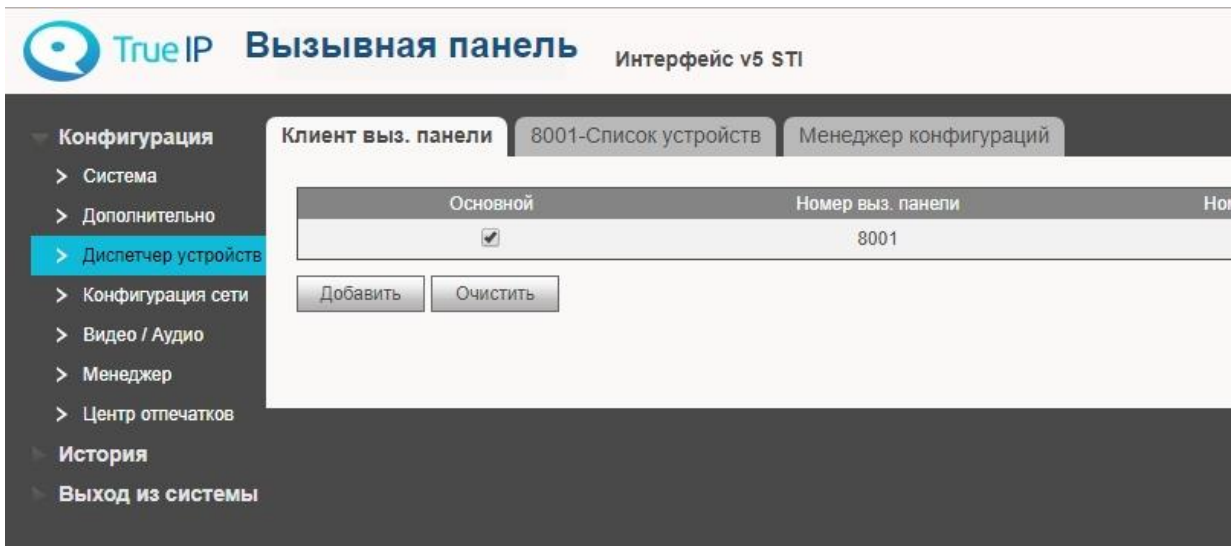 True IP Вызывная панель Интерфейс v5 STI
Конфигурация
Система
Дополнительно
Диспетчер устройств
Конфигурация сети
Видео / Аудио
Менеджер
Центр отпечатков
История
Выход из системы
Клиент выз. панели 8001-Список устройств Менеджер конфигураций
Основной Номер выз. панели
8001
Добавить Очистить